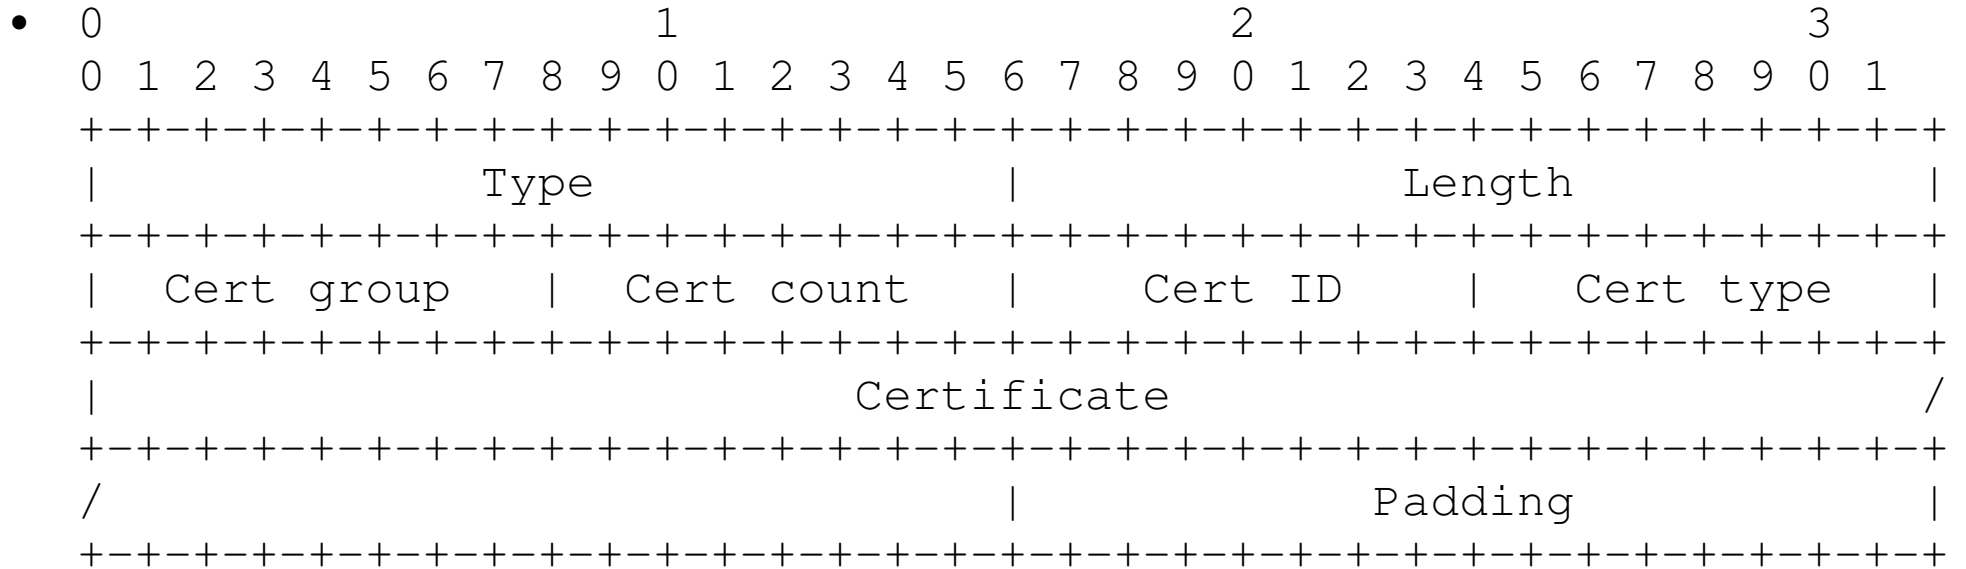 • 0                   1                   2                   3
  0 1 2 3 4 5 6 7 8 9 0 1 2 3 4 5 6 7 8 9 0 1 2 3 4 5 6 7 8 9 0 1
  +-+-+-+-+-+-+-+-+-+-+-+-+-+-+-+-+-+-+-+-+-+-+-+-+-+-+-+-+-+-+-+-+
  |             Type              |             Length            |
  +-+-+-+-+-+-+-+-+-+-+-+-+-+-+-+-+-+-+-+-+-+-+-+-+-+-+-+-+-+-+-+-+
  |  Cert group   |  Cert count   |    Cert ID    |   Cert type   |
  +-+-+-+-+-+-+-+-+-+-+-+-+-+-+-+-+-+-+-+-+-+-+-+-+-+-+-+-+-+-+-+-+
  |                          Certificate                          /
  +-+-+-+-+-+-+-+-+-+-+-+-+-+-+-+-+-+-+-+-+-+-+-+-+-+-+-+-+-+-+-+-+
  /                               |            Padding            |
  +-+-+-+-+-+-+-+-+-+-+-+-+-+-+-+-+-+-+-+-+-+-+-+-+-+-+-+-+-+-+-+-+